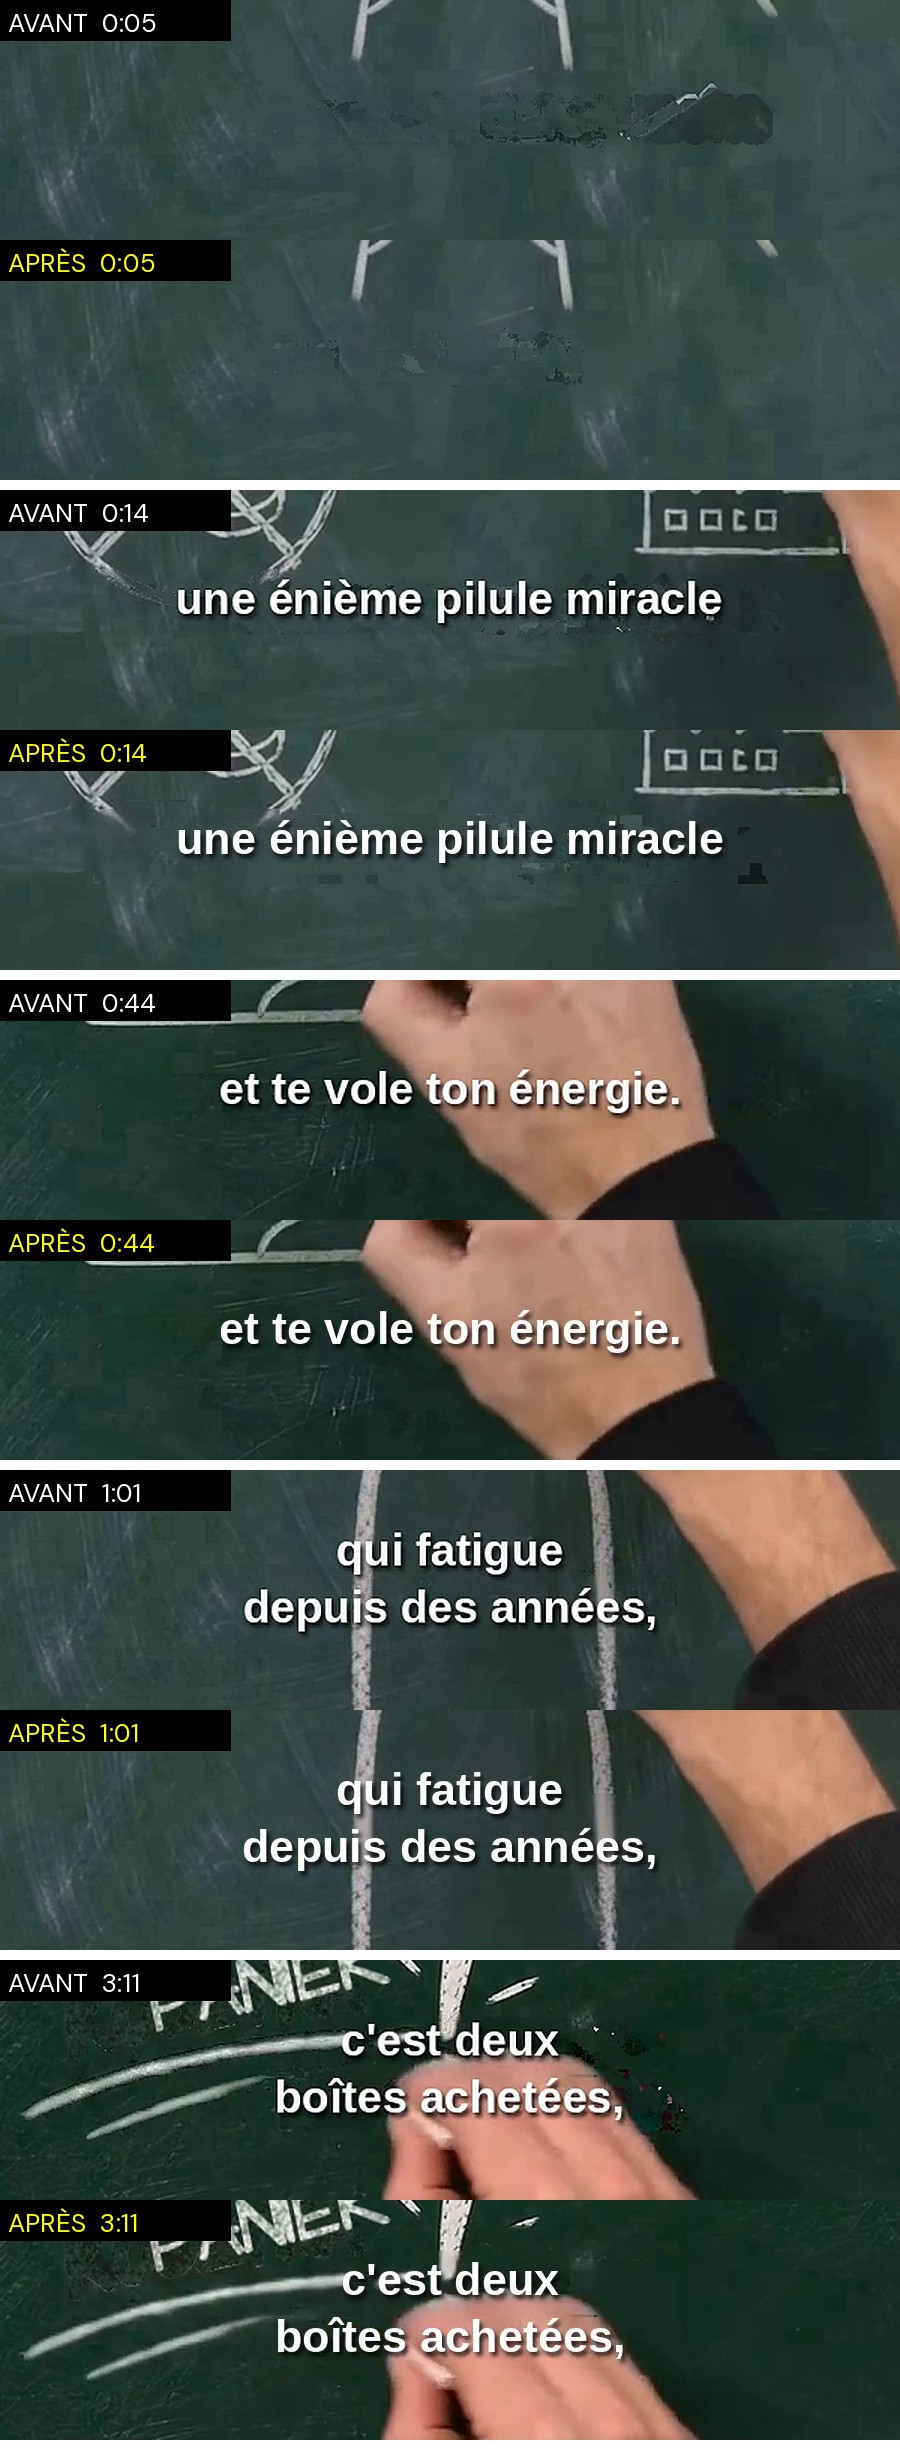 AVANT 0:05
APRÈS 0:05
AVANT 0:14
une énième pilule miracle
APRÈS 0:14
une énième pilule miracle
AVANT 0:44
et te vole ton énergie.
APRÈS 0:44
et te vole ton énergie.
AVANT 1:01
qui fatigue
depuis des années,
APRÈS 1:01
qui fatigue
depuis des années,
AVANT 3:11
PANIER
c'est deux
boîtes achetées,
APRÈS 3:11
PANIER
c'est deux
boîtes achetées,